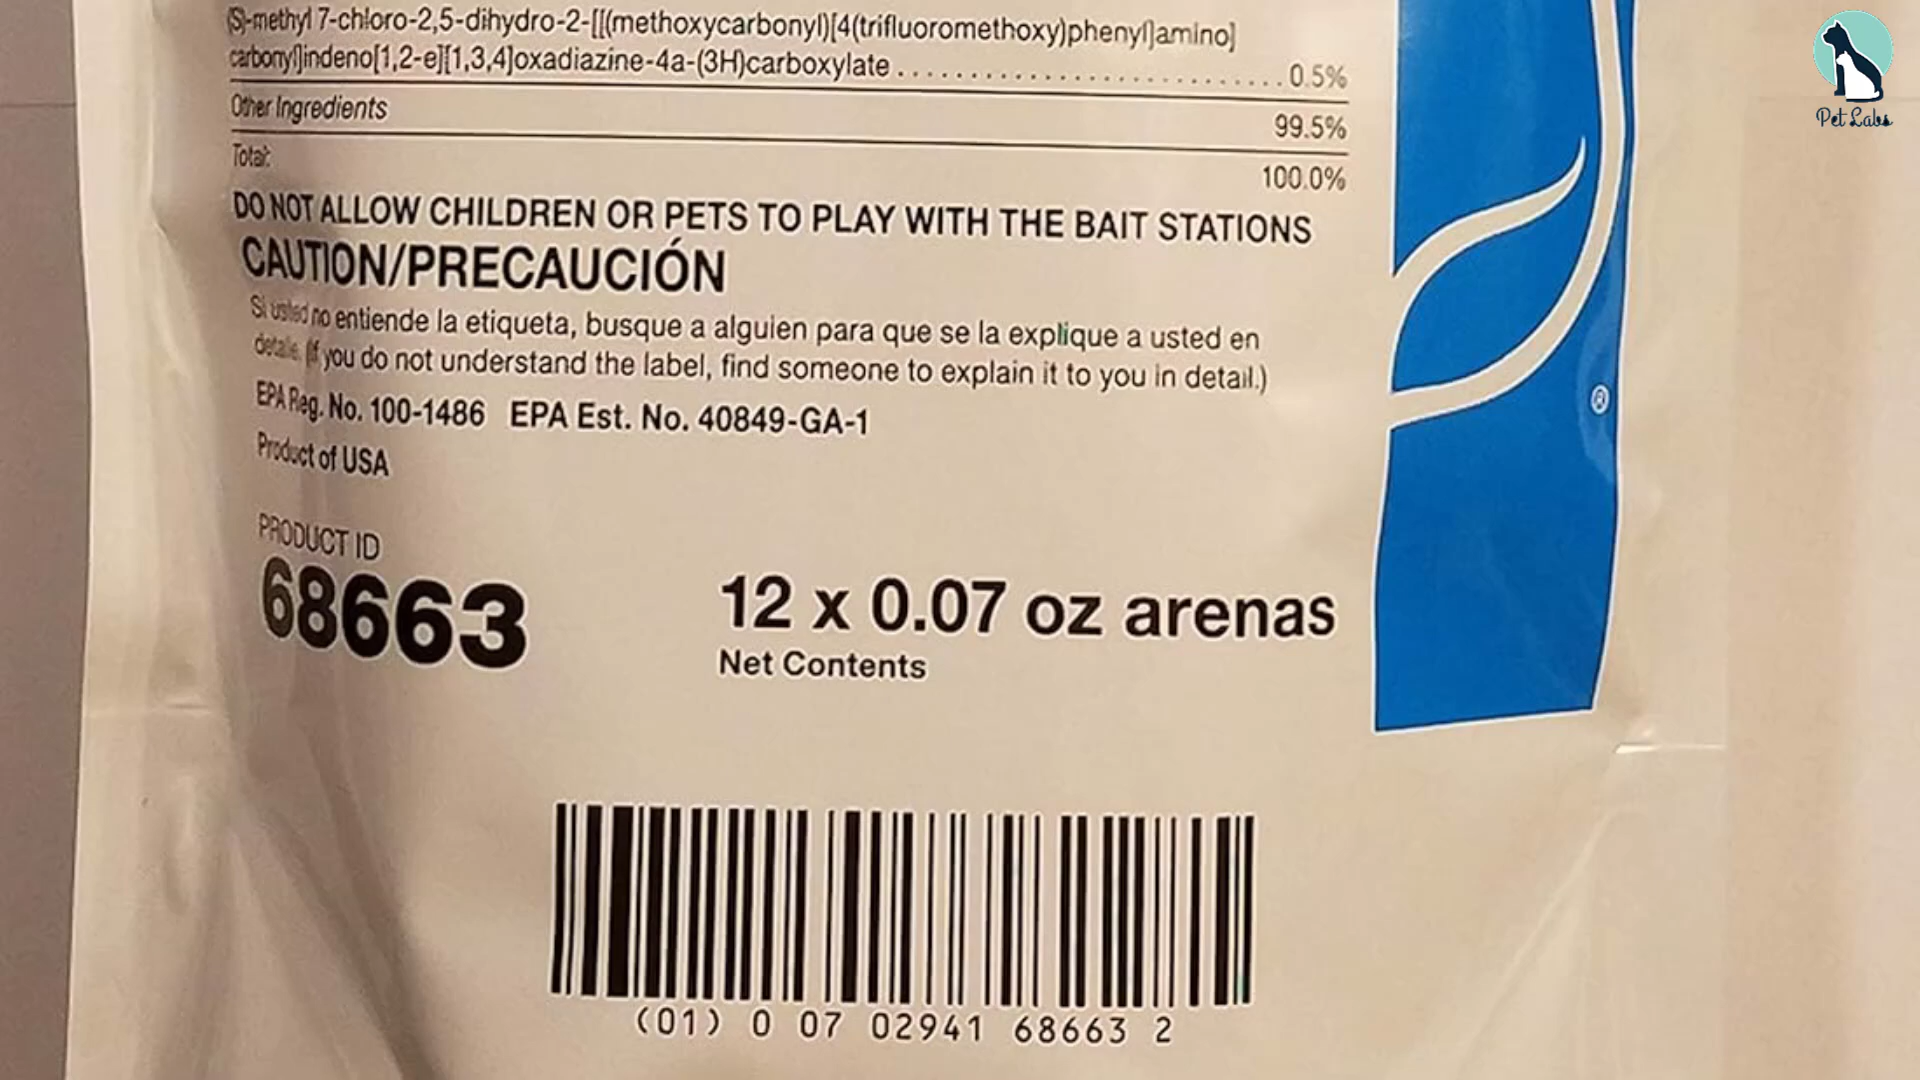 (S)-methyl 7-chloro-2,5-dihydro-2-[[(methoxycarbonyl)[4(trifluoromethoxy)phenyl]amino]
carbonyl]indeno[1,2-e][1,3,4]oxadiazine-4a-(3H)carboxylate ............................ 0.5%
Other Ingredients 99.5%
Total: 100.0%
DO NOT ALLOW CHILDREN OR PETS TO PLAY WITH THE BAIT STATIONS
CAUTION/PRECAUCIÓN
Si usted no entiende la etiqueta, busque a alguien para que se la explique a usted en
detalle. (If you do not understand the label, find someone to explain it to you in detail.)
EPA Reg. No. 100-1486 EPA Est. No. 40849-GA-1
Product of USA
PRODUCT ID
68663
12 x 0.07 oz arenas
Net Contents
(01) 0 07 02941 68663 2
®
Pet Labs